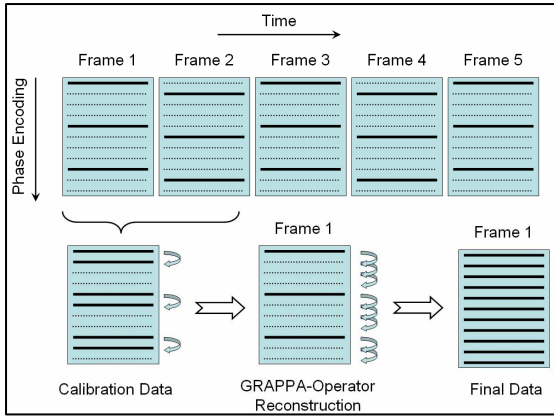 Time
Frame 1 Frame 2 Frame 3 Frame 4 Frame 5
Phase Encoding
Frame 1
Frame 1
Calibration Data
GRAPPA-Operator
Reconstruction
Final Data